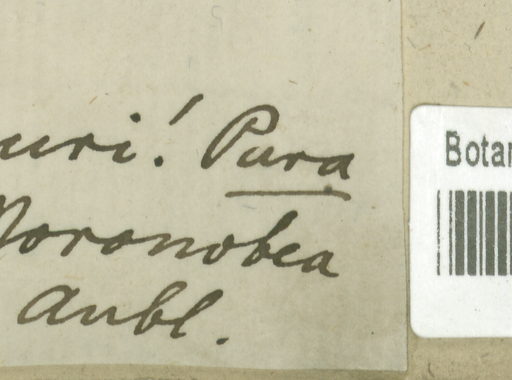 uri! Para
Moronobea
Aubl.
Botan